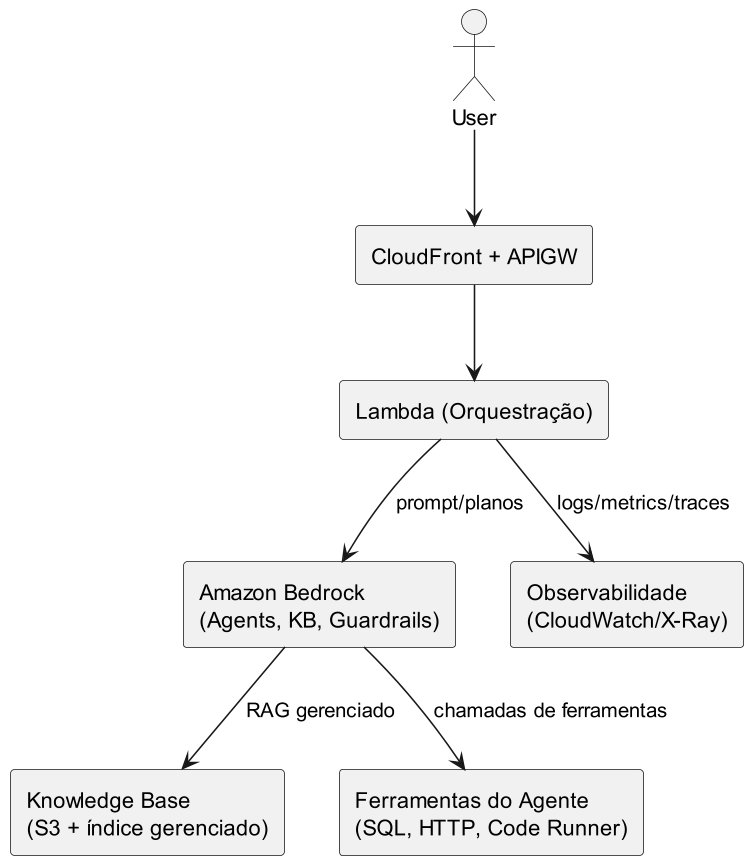 User
CloudFront + APIGW
Lambda (Orquestração)
prompt/planos
logs/metrics/traces
Amazon Bedrock
(Agents, KB, Guardrails)
Observabilidade
(CloudWatch/X-Ray)
RAG gerenciado
chamadas de ferramentas
Knowledge Base
(S3 + índice gerenciado)
Ferramentas do Agente
(SQL, HTTP, Code Runner)